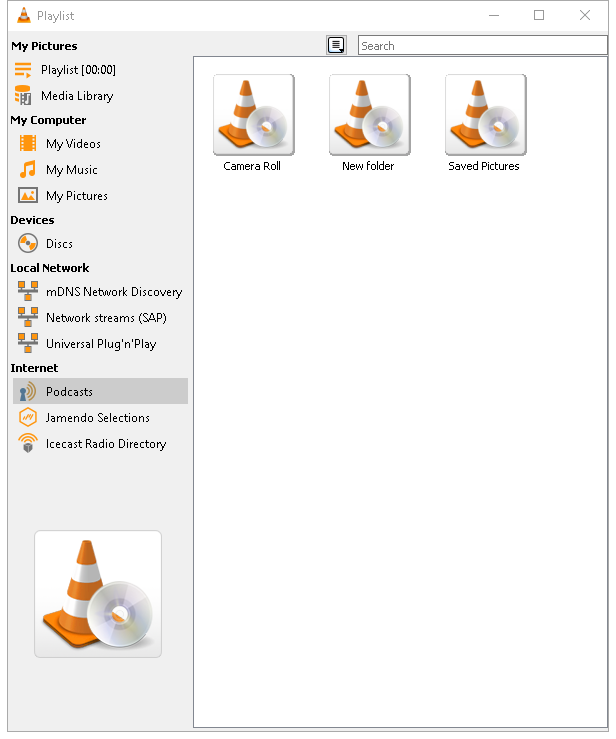 Playlist
My Pictures
Search
Playlist [00:00]
Media Library
My Computer
My Videos
My Music
My Pictures
Devices
Discs
Local Network
mDNS Network Discovery
Network streams (SAP)
Universal Plug'n'Play
Internet
Podcasts
Jamendo Selections
Icecast Radio Directory
Camera Roll
New folder
Saved Pictures